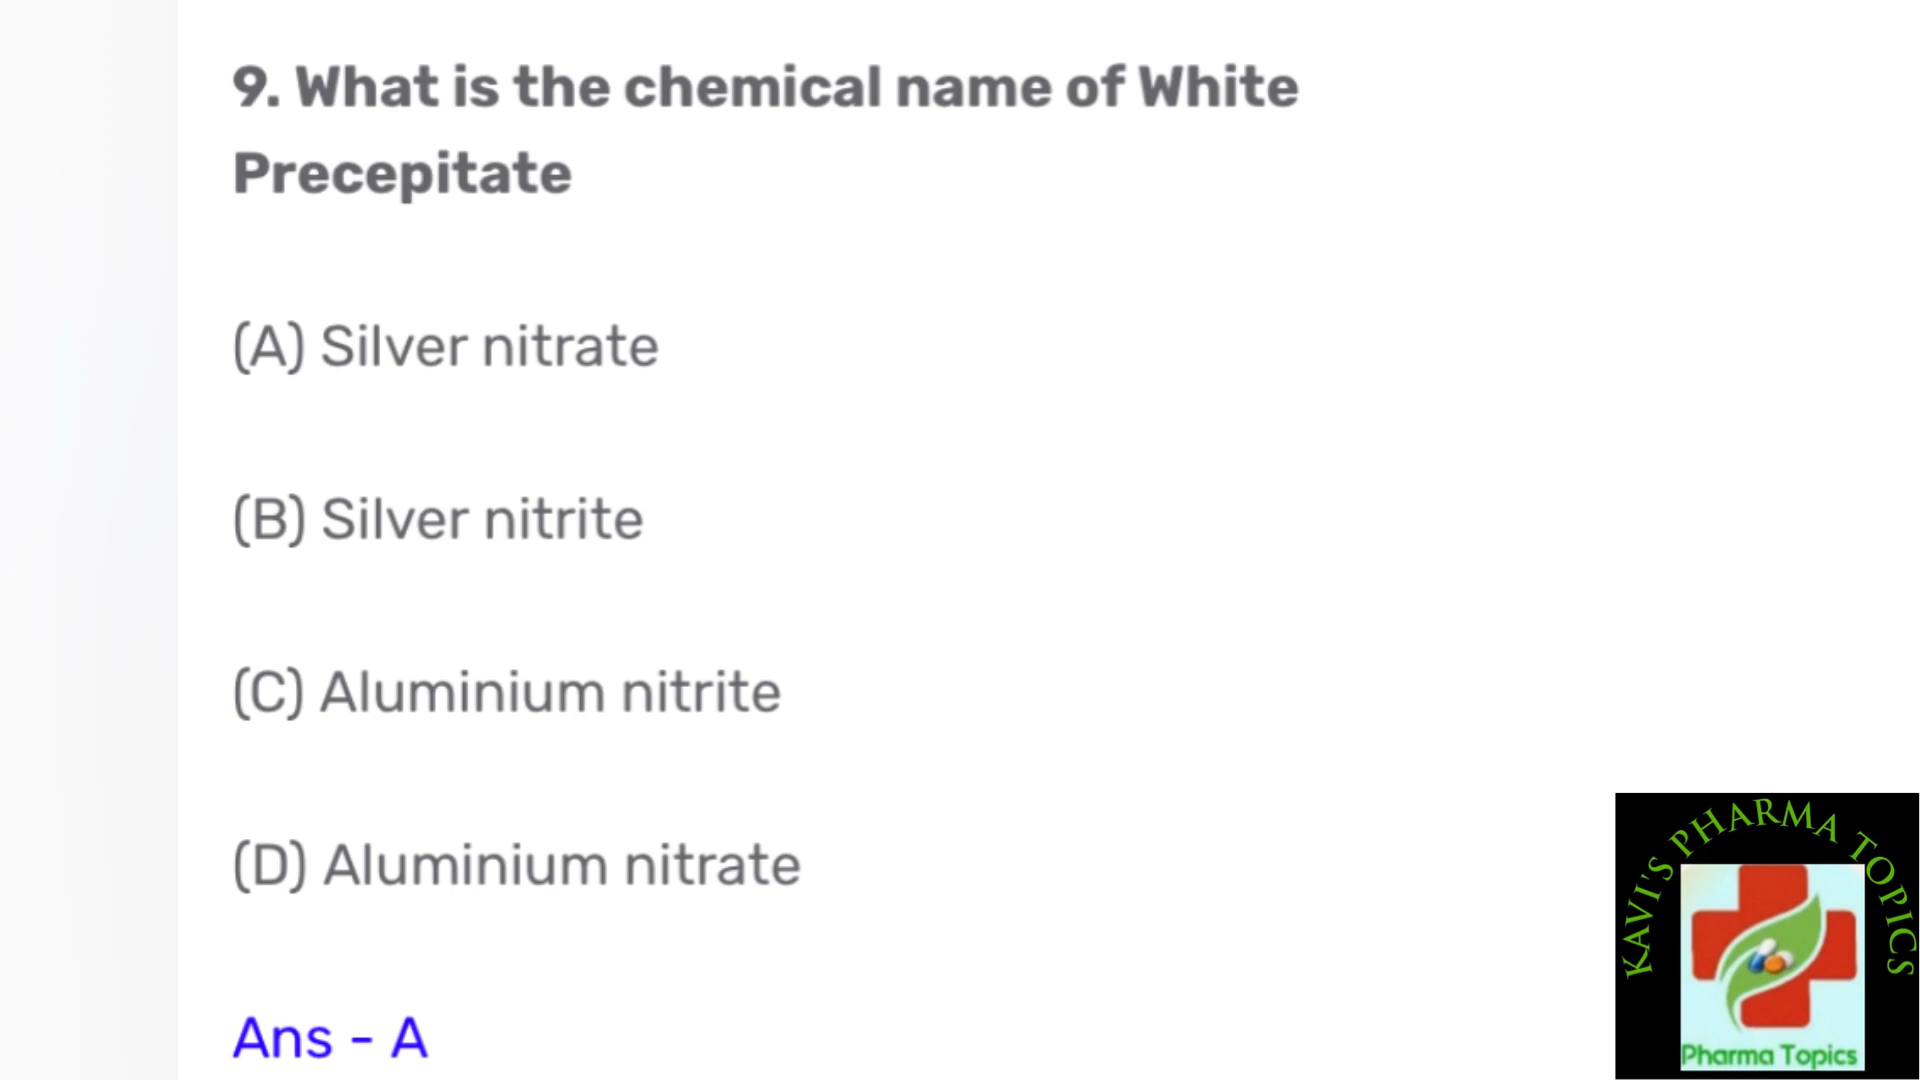 9. What is the chemical name of White
Precepitate
(A) Silver nitrate
(B) Silver nitrite
(C) Aluminium nitrite
(D) Aluminium nitrate
Ans - A
KAVI'S PHARMA TOPICS
Pharma Topics